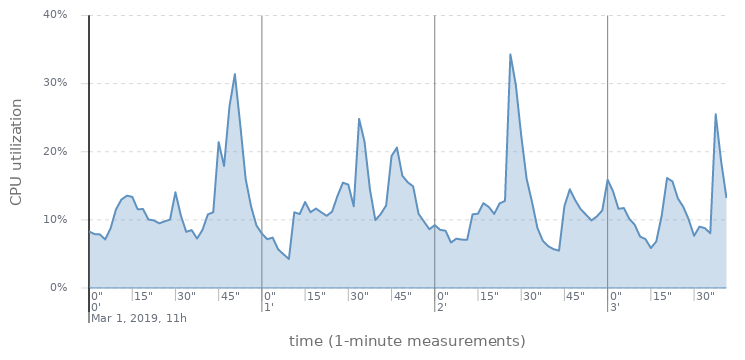 40%
30%
20%
10%
0%
CPU utilization
0" 15" 30" 45" 0" 15" 30" 45" 0" 15" 30" 45" 0" 15" 30"
0' 1' 2' 3'
Mar 1, 2019, 11h
time (1-minute measurements)